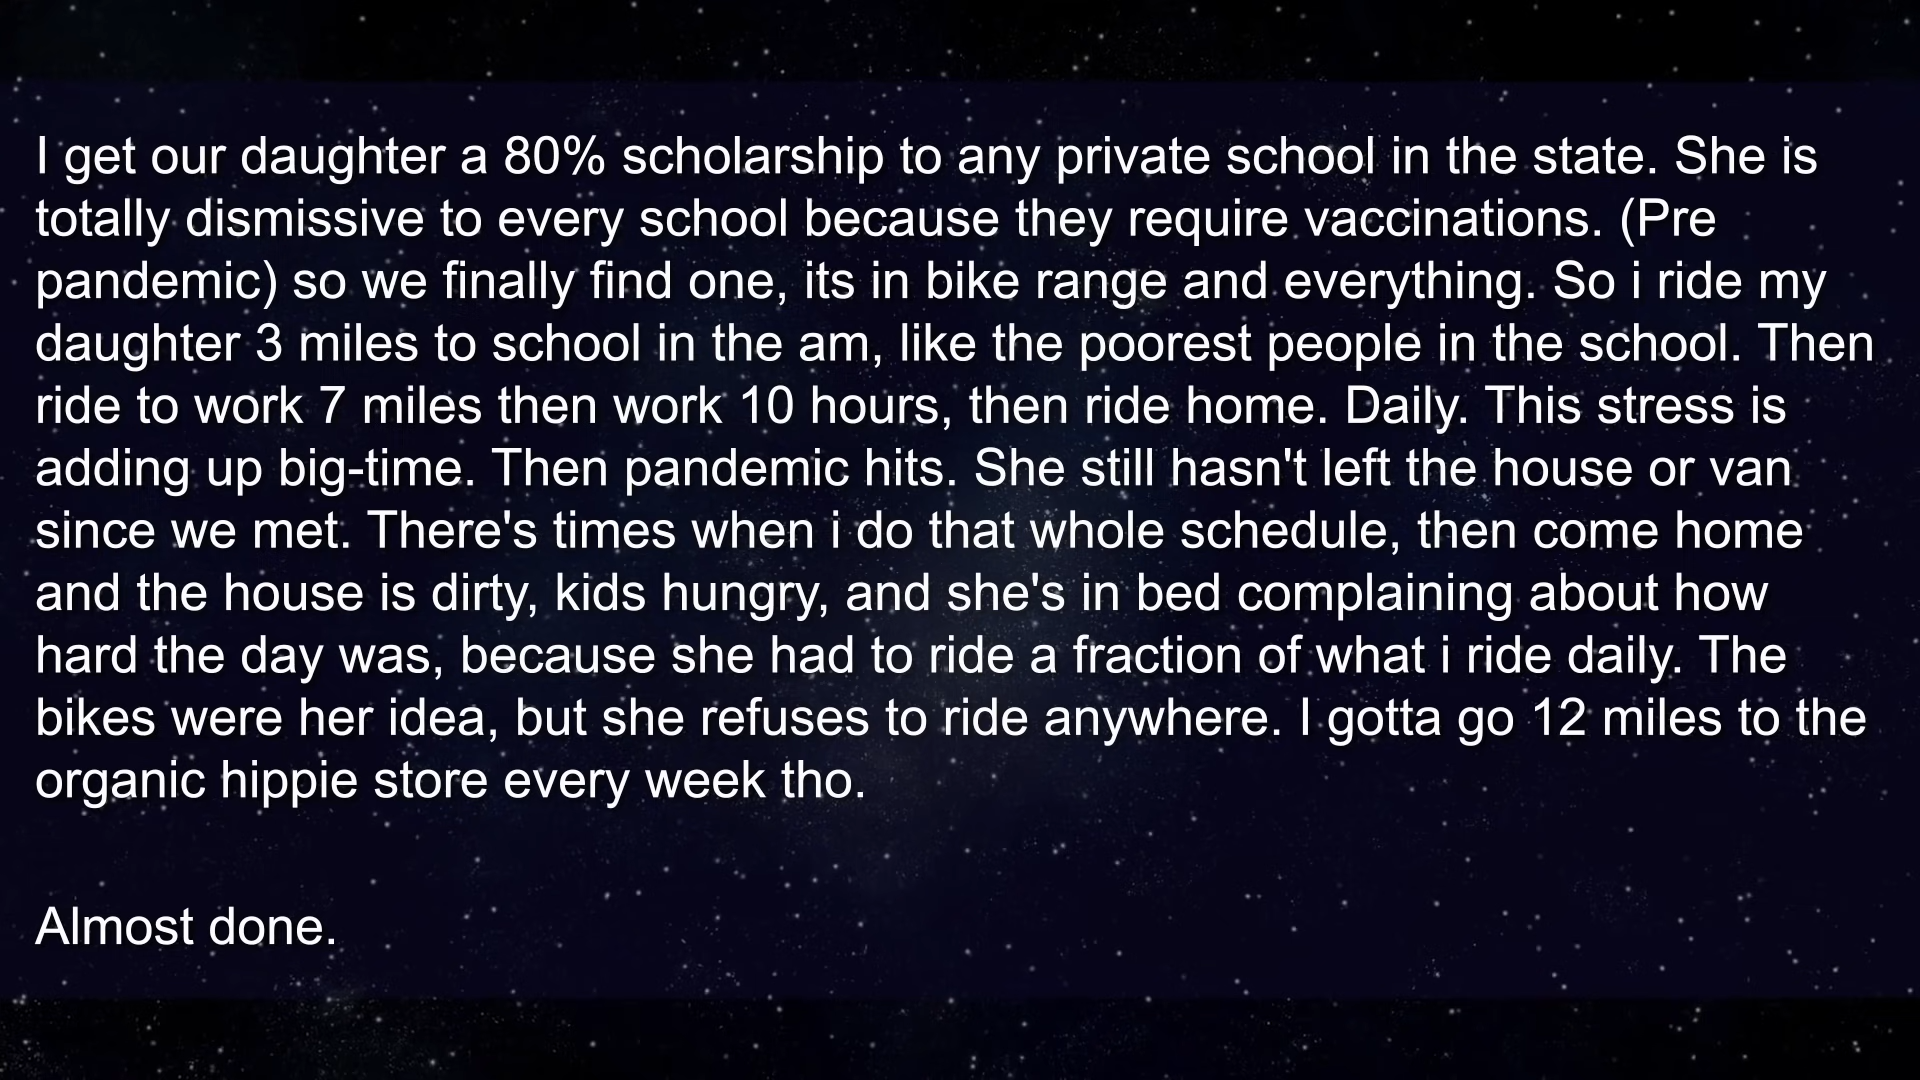 I get our daughter a 80% scholarship to any private school in the state. She is
totally dismissive to every school because they require vaccinations. (Pre
pandemic) so we finally find one, its in bike range and everything. So i ride my
daughter 3 miles to school in the am, like the poorest people in the school. Then
ride to work 7 miles then work 10 hours, then ride home. Daily. This stress is
adding up big-time. Then pandemic hits. She still hasn't left the house or van
since we met. There's times when i do that whole schedule, then come home
and the house is dirty, kids hungry, and she's in bed complaining about how
hard the day was, because she had to ride a fraction of what i ride daily. The
bikes were her idea, but she refuses to ride anywhere. I gotta go 12 miles to the
organic hippie store every week tho.
Almost done.